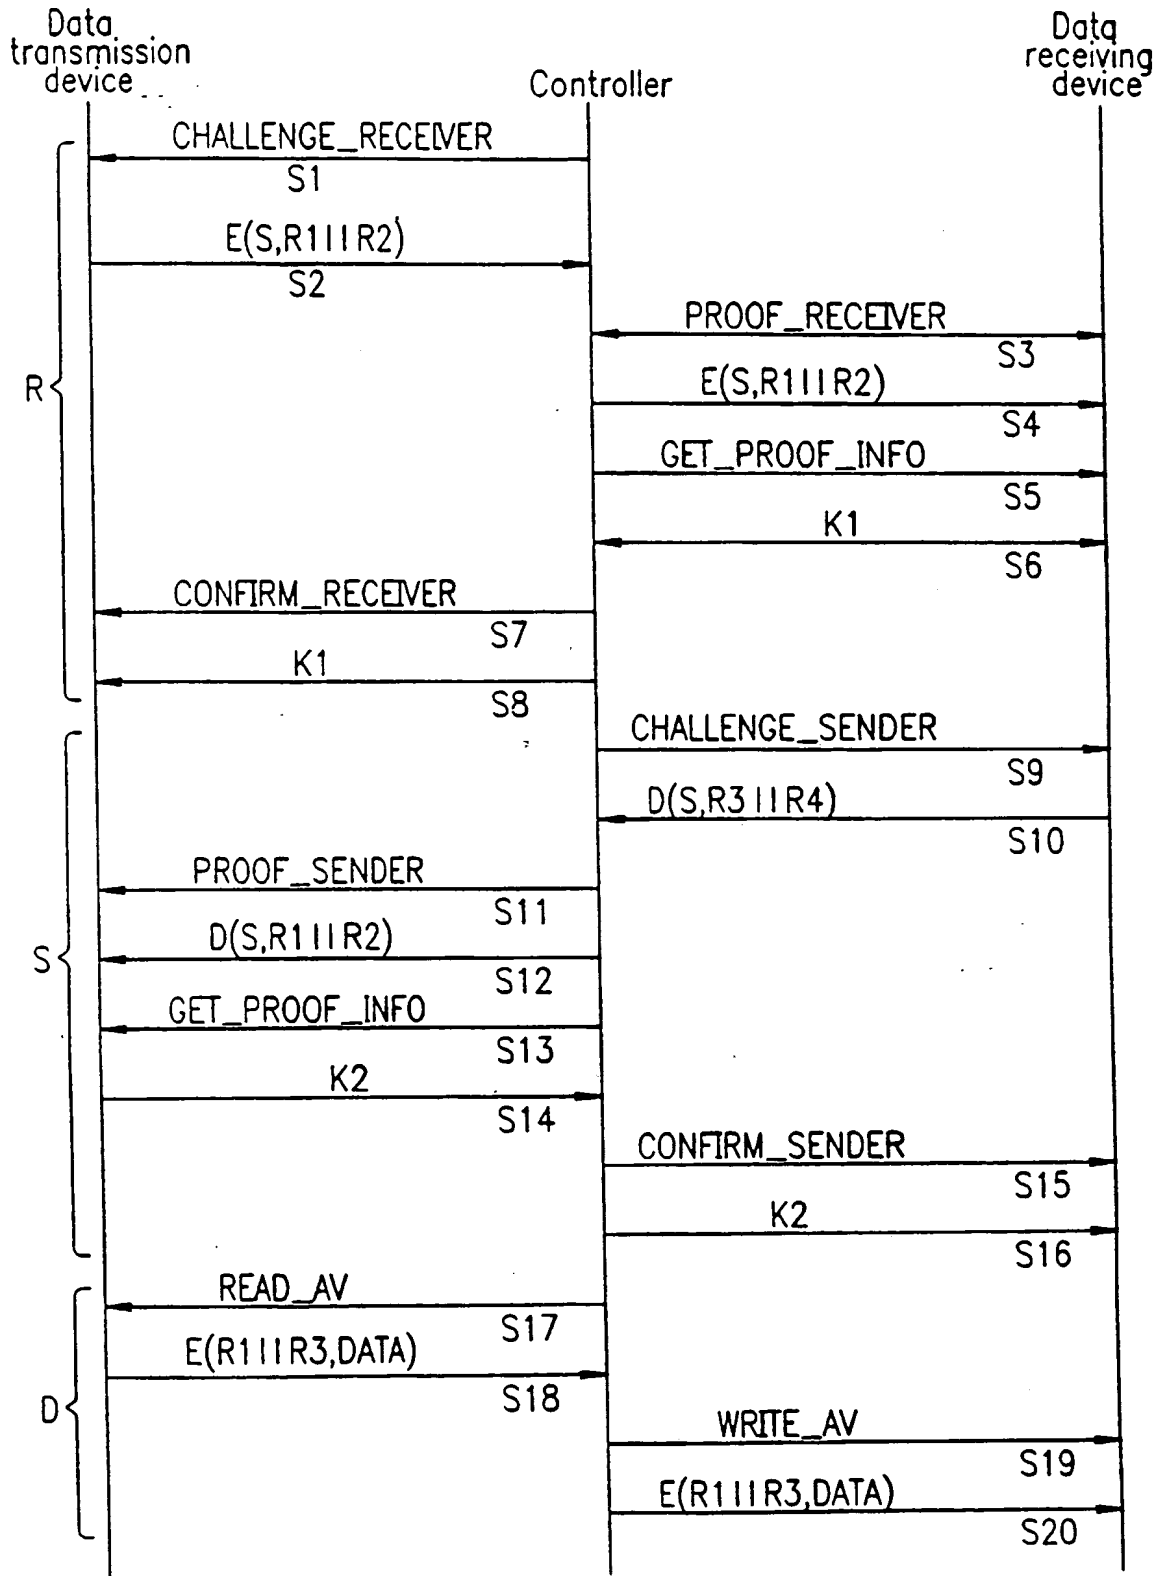 Data
transmission
device
Controller
Data
receiving
device
CHALLENGE_RECEIVER
S1
E(S,R1||R2)
S2
PROOF_RECEIVER
S3
R
E(S,R1||R2)
S4
GET_PROOF_INFO
S5
K1
S6
CONFIRM_RECEIVER
S7
K1
S8
CHALLENGE_SENDER
S9
D(S,R3||R4)
S10
PROOF_SENDER
S11
S
D(S,R1||R2)
S12
GET_PROOF_INFO
S13
K2
S14
CONFIRM_SENDER
S15
K2
S16
READ_AV
S17
E(R1||R3,DATA)
S18
D
WRITE_AV
S19
E(R1||R3,DATA)
S20